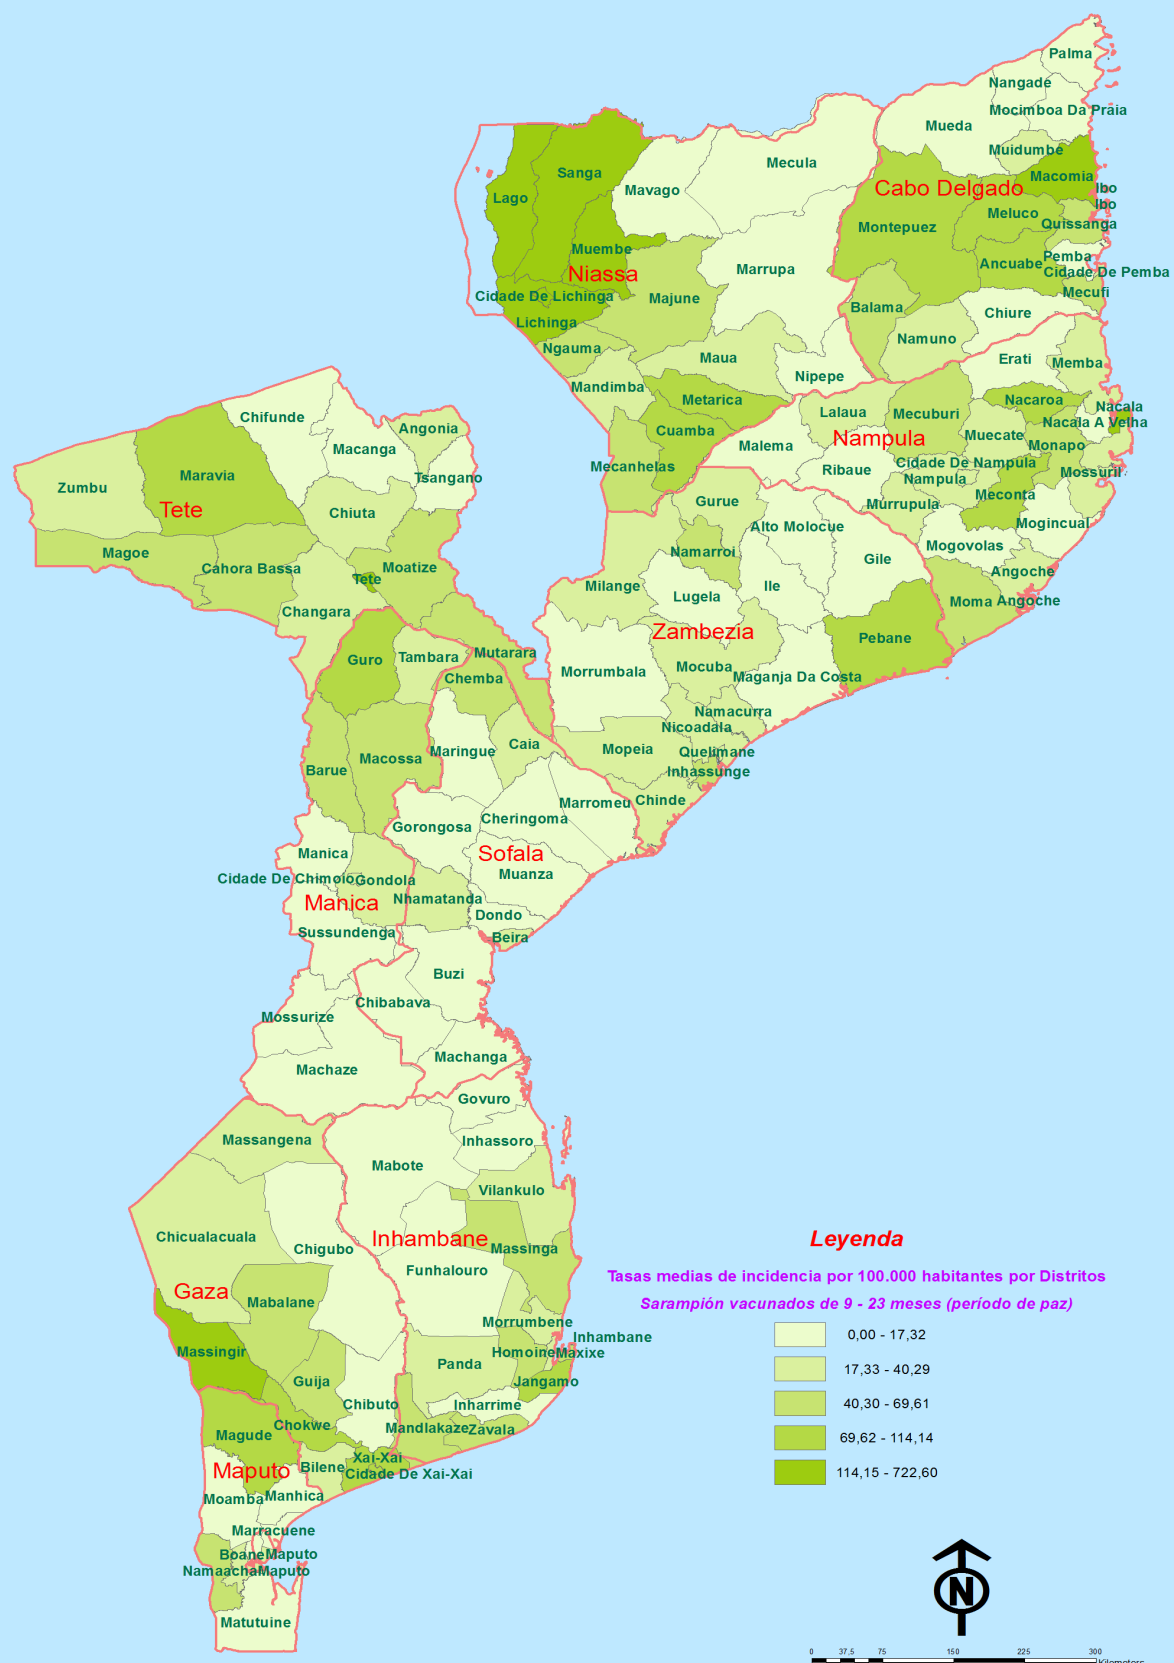 Palma
Nangade
Mocimboa Da Praia
Mueda
Muidumbe
Mecula
Sanga
Mavago
Macomia
Cabo Delgado
Ibo
Lago
Ibo
Meluco
Quissanga
Montepuez
Muembe
Pemba
Ancuabe
Marrupa
Niassa
Cidade De Pemba
Mecufi
Cidade De Lichinga
Majune
Balama
Chiure
Lichinga
Namuno
Ngauma
Maua
Erati
Memba
Nipepe
Mandimba
Metarica
Nacaroa
Nacala
Lalaua
Mecuburi
Chifunde
Nacala A Velha
Angonia
Cuamba
Muecate
Nampula
Monapo
Malema
Macanga
Cidade De Nampula
Mecanhelas
Ribaue
Mossuril
Maravia
Tsangano
Nampula
Zumbu
Meconta
Gurue
Murrupula
Tete
Chiuta
Mogincual
Alto Molocue
Mogovolas
Magoe
Namarroi
Gile
Cahora Bassa
Moatize
Angoche
Tete
Milange
Ile
Lugela
Moma
Angoche
Changara
Zambezia
Pebane
Mutarara
Tambara
Guro
Mocuba
Morrumbala
Chemba
Maganja Da Costa
Namacurra
Nicoadala
Caia
Mopeia
Maringue
Quelimane
Macossa
Barue
Inhassunge
Chinde
Marromeu
Cheringoma
Gorongosa
Manica
Sofala
Muanza
Cidade De Chimoio
Gondola
Nhamatanda
Manica
Dondo
Sussundenga
Beira
Buzi
Chibabava
Mossurize
Machanga
Machaze
Govuro
Massangena
Inhassoro
Mabote
Vilankulo
Chicualacuala
Inhambane
Leyenda
Chigubo
Massinga
Funhalouro
Tasas medias de incidencia por 100.000 habitantes por Distritos
Gaza
Mabalane
Sarampión vacunados de 9 - 23 meses (período de paz)
Morrumbene
0,00 - 17,32
Inhambane
Massingir
Homoine
Maxixe
Panda
17,33 - 40,29
Guija
Jangamo
Chibuto
Inharrime
40,30 - 69,61
Chokwe
Mandlakaze
Zavala
Magude
69,62 - 114,14
Xai-Xai
Bilene
Maputo
Cidade De Xai-Xai
114,15 - 722,60
Moamba
Manhica
Marracuene
Boane
Maputo
Namaacha
Maputo
N
Matutuine
0 37,5 75 150 225 300
Kilometers